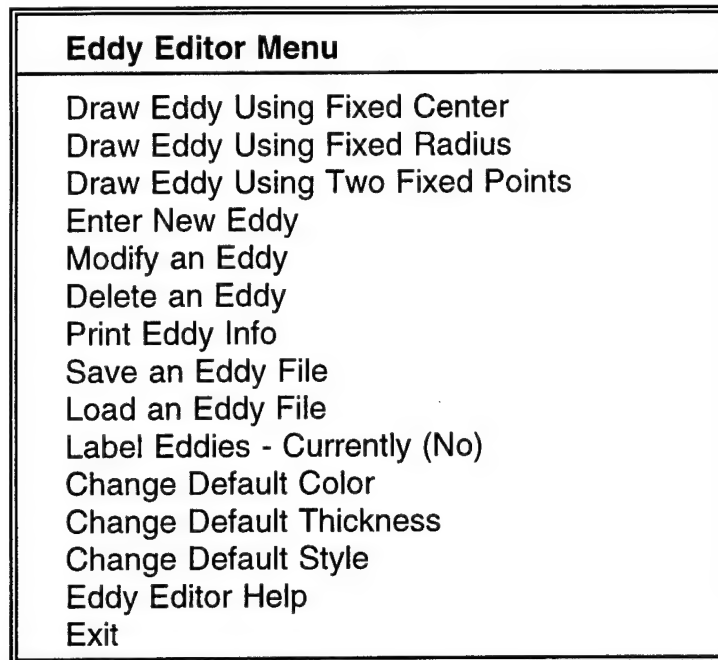 Eddy Editor Menu
Draw Eddy Using Fixed Center
Draw Eddy Using Fixed Radius
Draw Eddy Using Two Fixed Points
Enter New Eddy
Modify an Eddy
Delete an Eddy
Print Eddy Info
Save an Eddy File
Load an Eddy File
Label Eddies - Currently (No)
Change Default Color
Change Default Thickness
Change Default Style
Eddy Editor Help
Exit